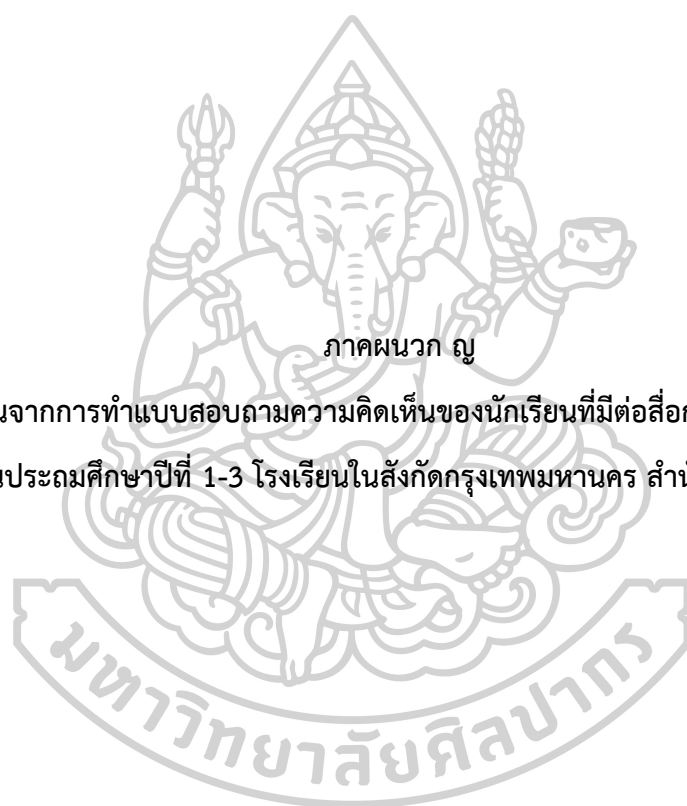 ภาคผนวก ญ
จากการทำแบบสอบถามความคิดเห็นของนักเรียนที่มีต่อสื่อ
ประถมศึกษาปีที่ 1-3 โรงเรียนในสังกัดกรุงเทพมหานคร
มหาวิทยาลัยศิลปากร